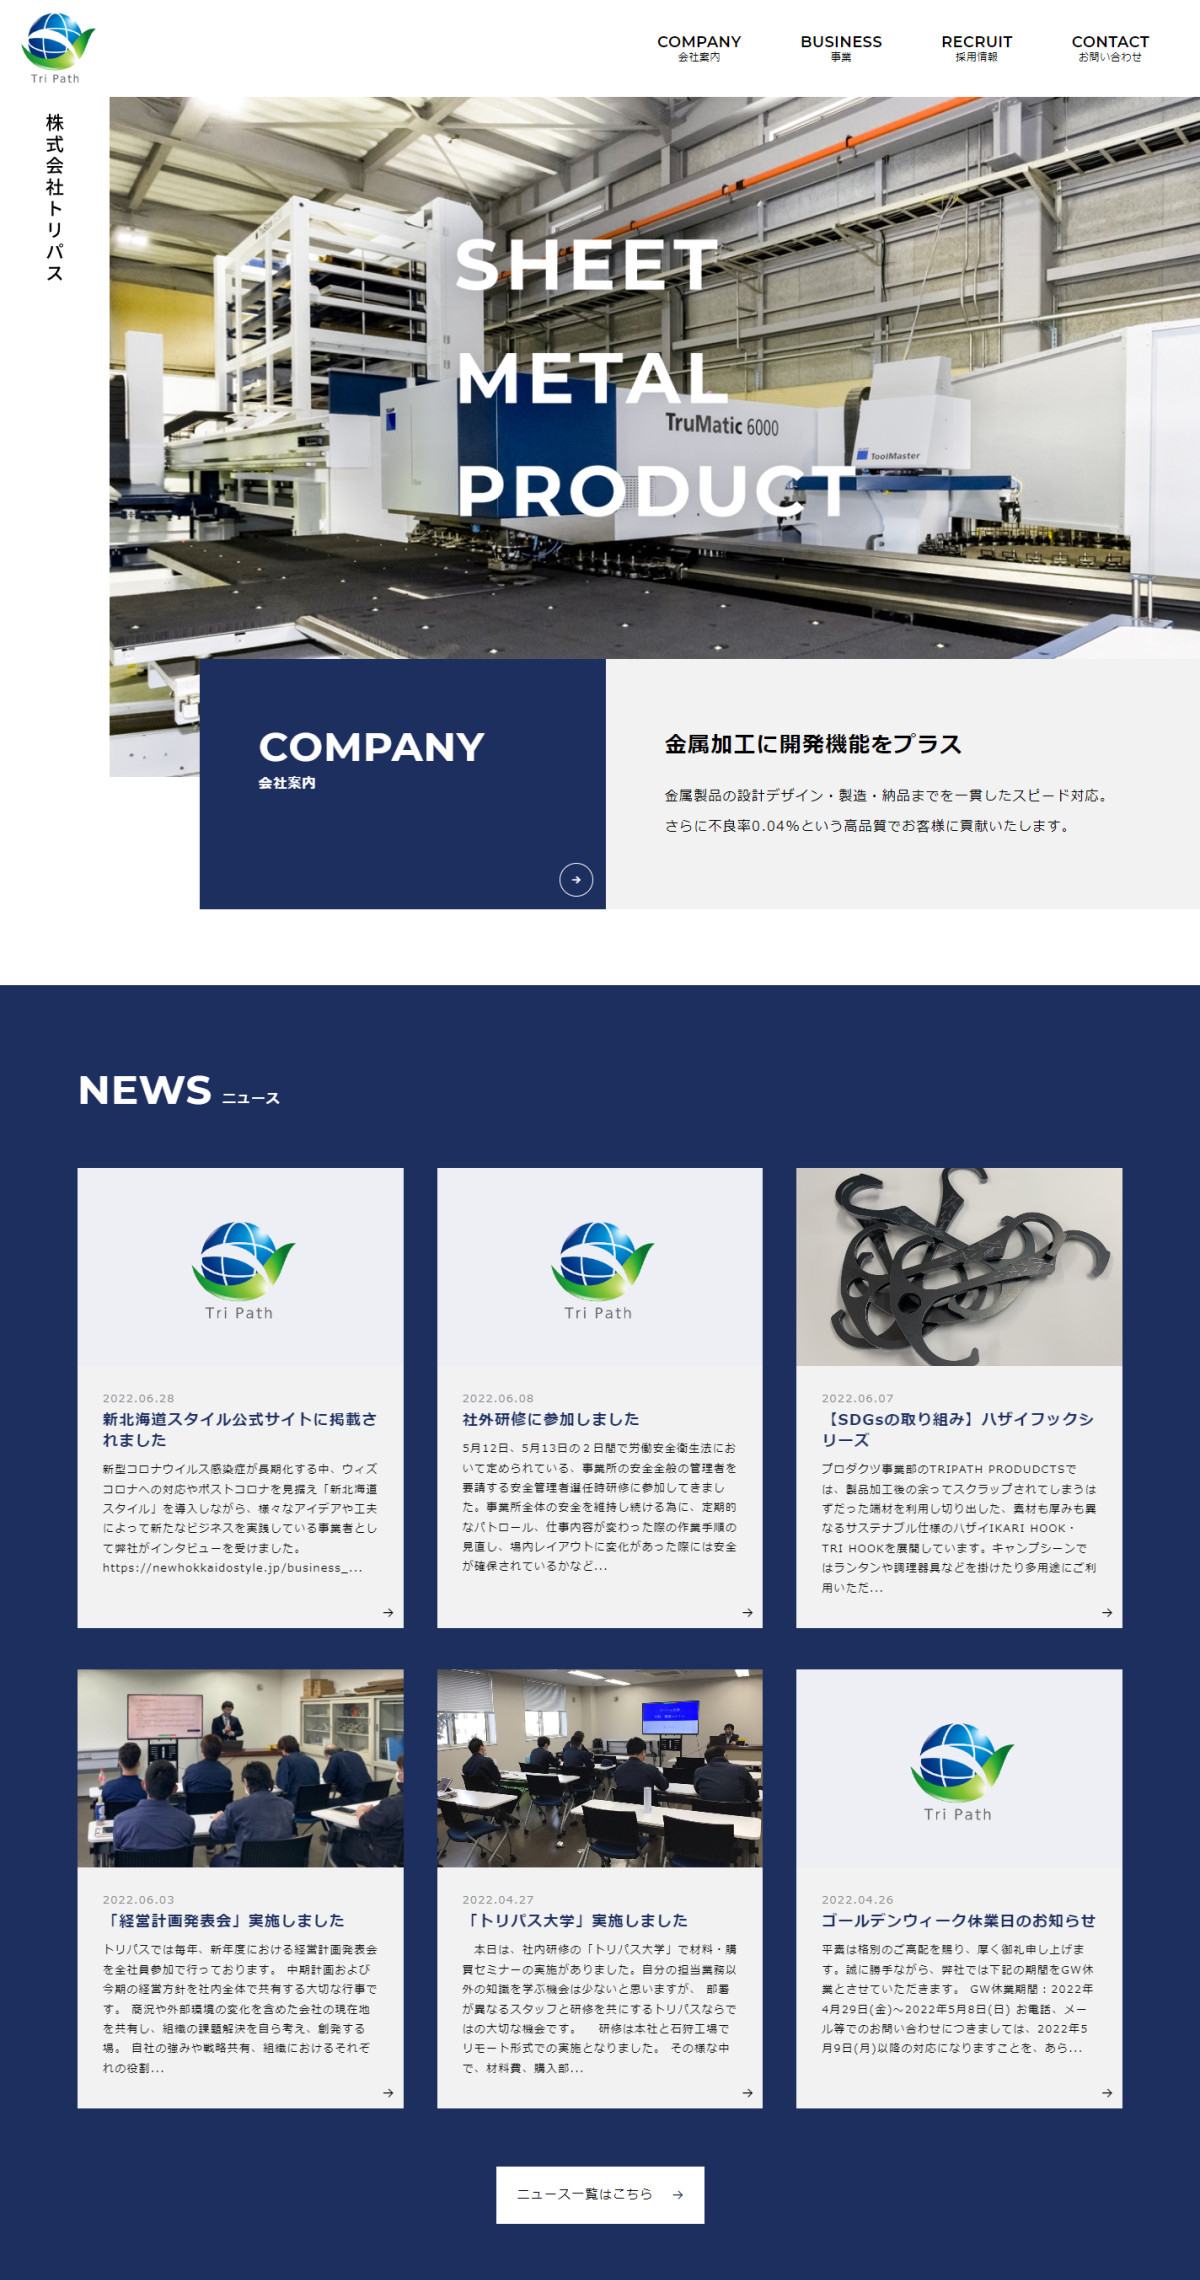 Tri Path
COMPANY
会社案内
BUSINESS
事業
RECRUIT
採用情報
CONTACT
お問い合わせ
株式会社トリパス
SHEET
METAL
PRODUCT
TruMatic 6000
ToolMaster
COMPANY
会社案内
金属加工に開発機能をプラス
金属製品の設計デザイン・製造・納品までを一貫したスピード対応。
さらに不良率0.04%という高品質でお客様に貢献いたします。
NEWS ニュース
Tri Path
2022.06.28
新北海道スタイル公式サイトに掲載さ
れました
新型コロナウイルス感染症が長期化する中、ウィズ
コロナへの対応やポストコロナを見据え「新北海道
スタイル」を導入しながら、様々なアイデアや工夫
によって新たなビジネスを実践している事業者とし
て弊社がインタビューを受けました。
https://newhokkaidostyle.jp/business_...
Tri Path
2022.06.08
社外研修に参加しました
5月12日、5月13日の２日間で労働安全衛生法にお
いて定められている、事業所の安全全般の管理者を
要請する安全管理者選任時研修に参加してきまし
た。事業所全体の安全を維持し続ける為に、定期的
なパトロール、仕事内容が変わった際の作業手順の
見直し、場内レイアウトに変化があった際には安全
が確保されているかなど...
2022.06.07
【SDGsの取り組み】ハザイフックシ
リーズ
プロダクツ事業部のTRIPATH PRODUDCTSで
は、製品加工後の余ってスクラップされてしまうは
ずだった端材を利用し切り出した、素材も厚みも異
なるサステナブル仕様のハザイIKARI HOOK・
TRI HOOKを展開しています。キャンプシーンで
はランタンや調理器具などを掛けたり多用途にご利
用いただ...
2022.06.03
「経営計画発表会」実施しました
トリパスでは毎年、新年度における経営計画発表会
を全社員参加で行っております。 中期計画および
今期の経営方針を社内全体で共有する大切な行事で
す。 商況や外部環境の変化を含めた会社の現在地
を共有し、組織の課題解決を自ら考え、創発する
場。 自社の強みや戦略共有、組織におけるそれぞ
れの役割...
2022.04.27
「トリパス大学」実施しました
　本日は、社内研修の「トリパス大学」で材料・購
買セミナーの実施がありました。自分の担当業務以
外の知識を学ぶ機会は少ないと思いますが、 部署
が異なるスタッフと研修を共にするトリパスならで
はの大切な機会です。　 研修は本社と石狩工場で
リモート形式での実施となりました。 その様な中
で、材料費、購入部...
Tri Path
2022.04.26
ゴールデンウィーク休業日のお知らせ
平素は格別のご高配を賜り、厚く御礼申し上げま
す。誠に勝手ながら、弊社では下記の期間をGW休
業とさせていただきます。 GW休業期間：2022年
4月29日(金)～2022年5月8日(日) お電話、メー
ル等でのお問い合わせにつきましては、2022年5
月9日(月)以降の対応になりますことを、あら...
ニュース一覧はこちら